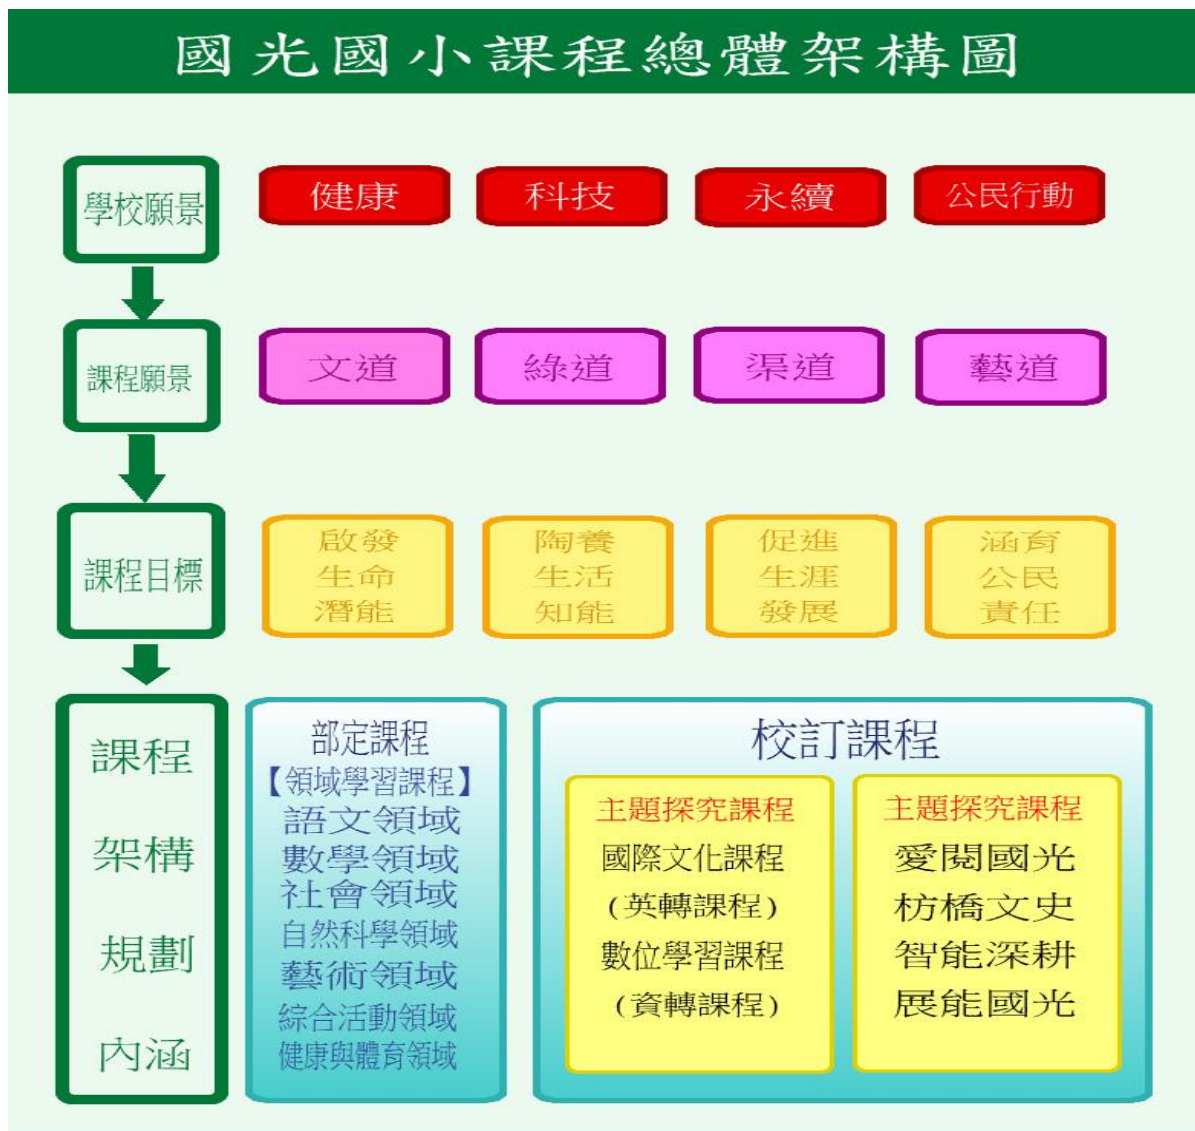 國光國小課程總體架構圖
學校願景
健康
科技
永續
公民行動
課程願景
文道
綠道
渠道
藝道
課程目標
啟發
生命
潛能
陶養
生活
知能
促進
生涯
發展
涵育
公民
責任
課程
架構
規劃
內涵
部定課程
【領域學習課程】
語文領域
數學領域
社會領域
自然科學領域
藝術領域
綜合活動領域
健康與體育領域
校訂課程
主題探究課程
國際文化課程
(英轉課程)
數位學習課程
(資轉課程)
主題探究課程
愛閱國光
枋橋文史
智能深耕
展能國光